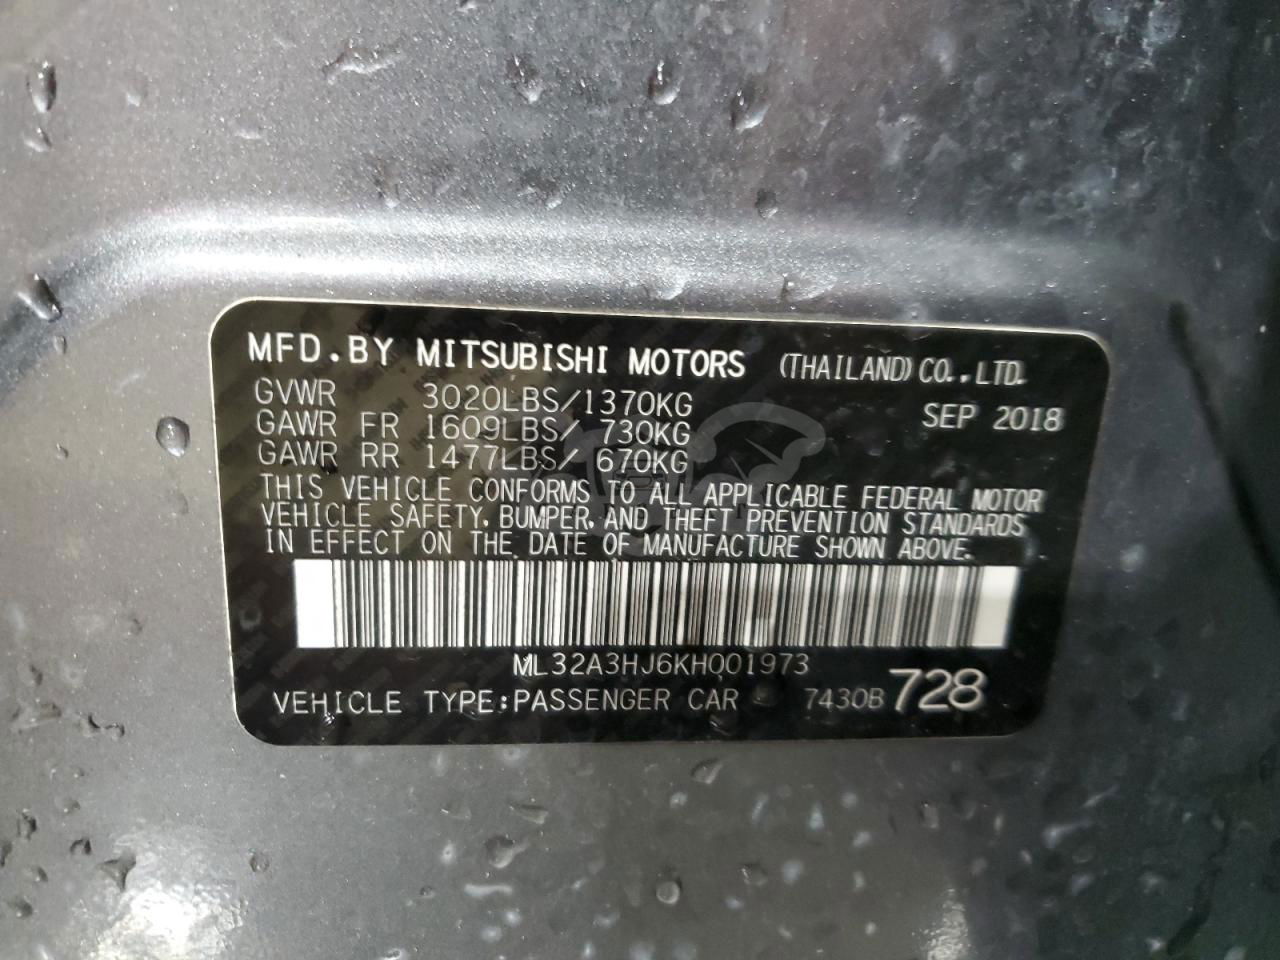 MFD.BY MITSUBISHI MOTORS (THAILAND) CO.,LTD.
GVWR 3020LBS/1370KG SEP 2018
GAWR FR 1609LBS/ 730KG
GAWR RR 1477LBS/ 670KG
THIS VEHICLE CONFORMS TO ALL APPLICABLE FEDERAL MOTOR
VEHICLE SAFETY, BUMPER, AND THEFT PREVENTION STANDARDS
IN EFFECT ON THE DATE OF MANUFACTURE SHOWN ABOVE.
ML32A3HJ6KH001973
VEHICLE TYPE:PASSENGER CAR 7430B 728